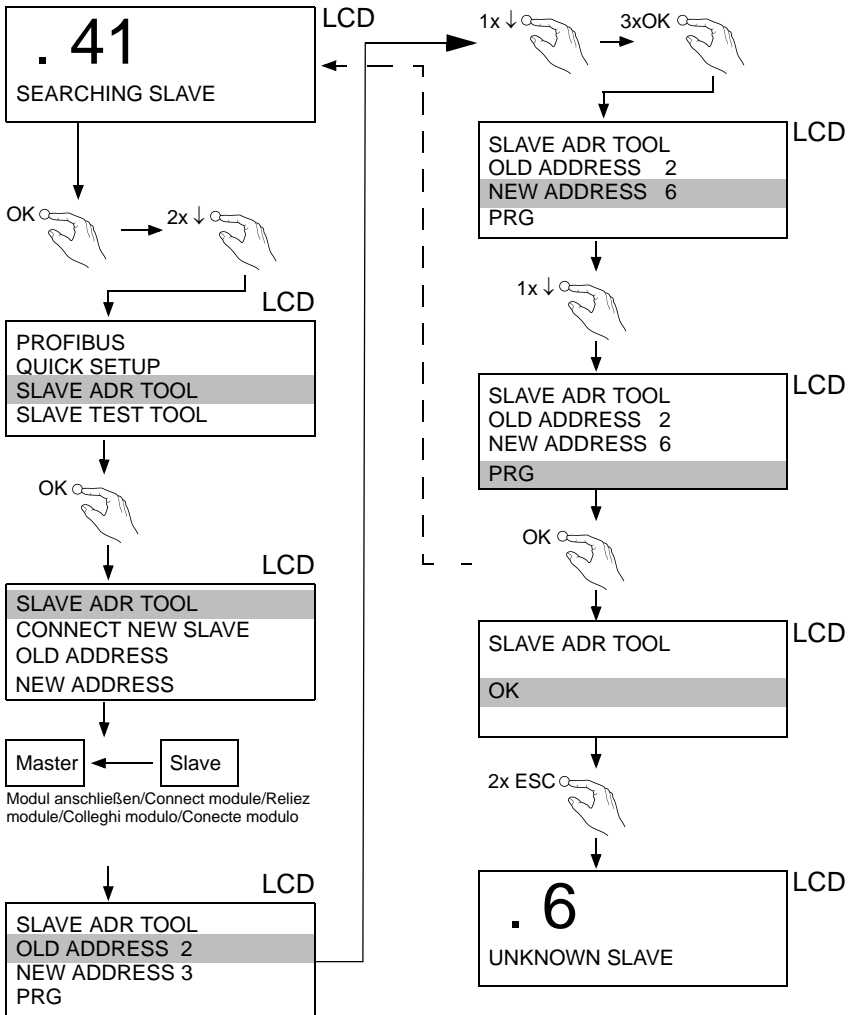 LCD
. 41
SEARCHING SLAVE
OK
2x ↓
LCD
PROFIBUS
QUICK SETUP
SLAVE ADR TOOL
SLAVE TEST TOOL
OK
LCD
SLAVE ADR TOOL
CONNECT NEW SLAVE
OLD ADDRESS
NEW ADDRESS
Master
Slave
Modul anschließen/Connect module/Reliez
module/Colleghi modulo/Conecte modulo
LCD
SLAVE ADR TOOL
OLD ADDRESS 2
NEW ADDRESS 3
PRG
1x ↓
3xOK
LCD
SLAVE ADR TOOL
OLD ADDRESS 2
NEW ADDRESS 6
PRG
1x ↓
LCD
SLAVE ADR TOOL
OLD ADDRESS 2
NEW ADDRESS 6
PRG
OK
LCD
SLAVE ADR TOOL
OK
2x ESC
LCD
. 6
UNKNOWN SLAVE